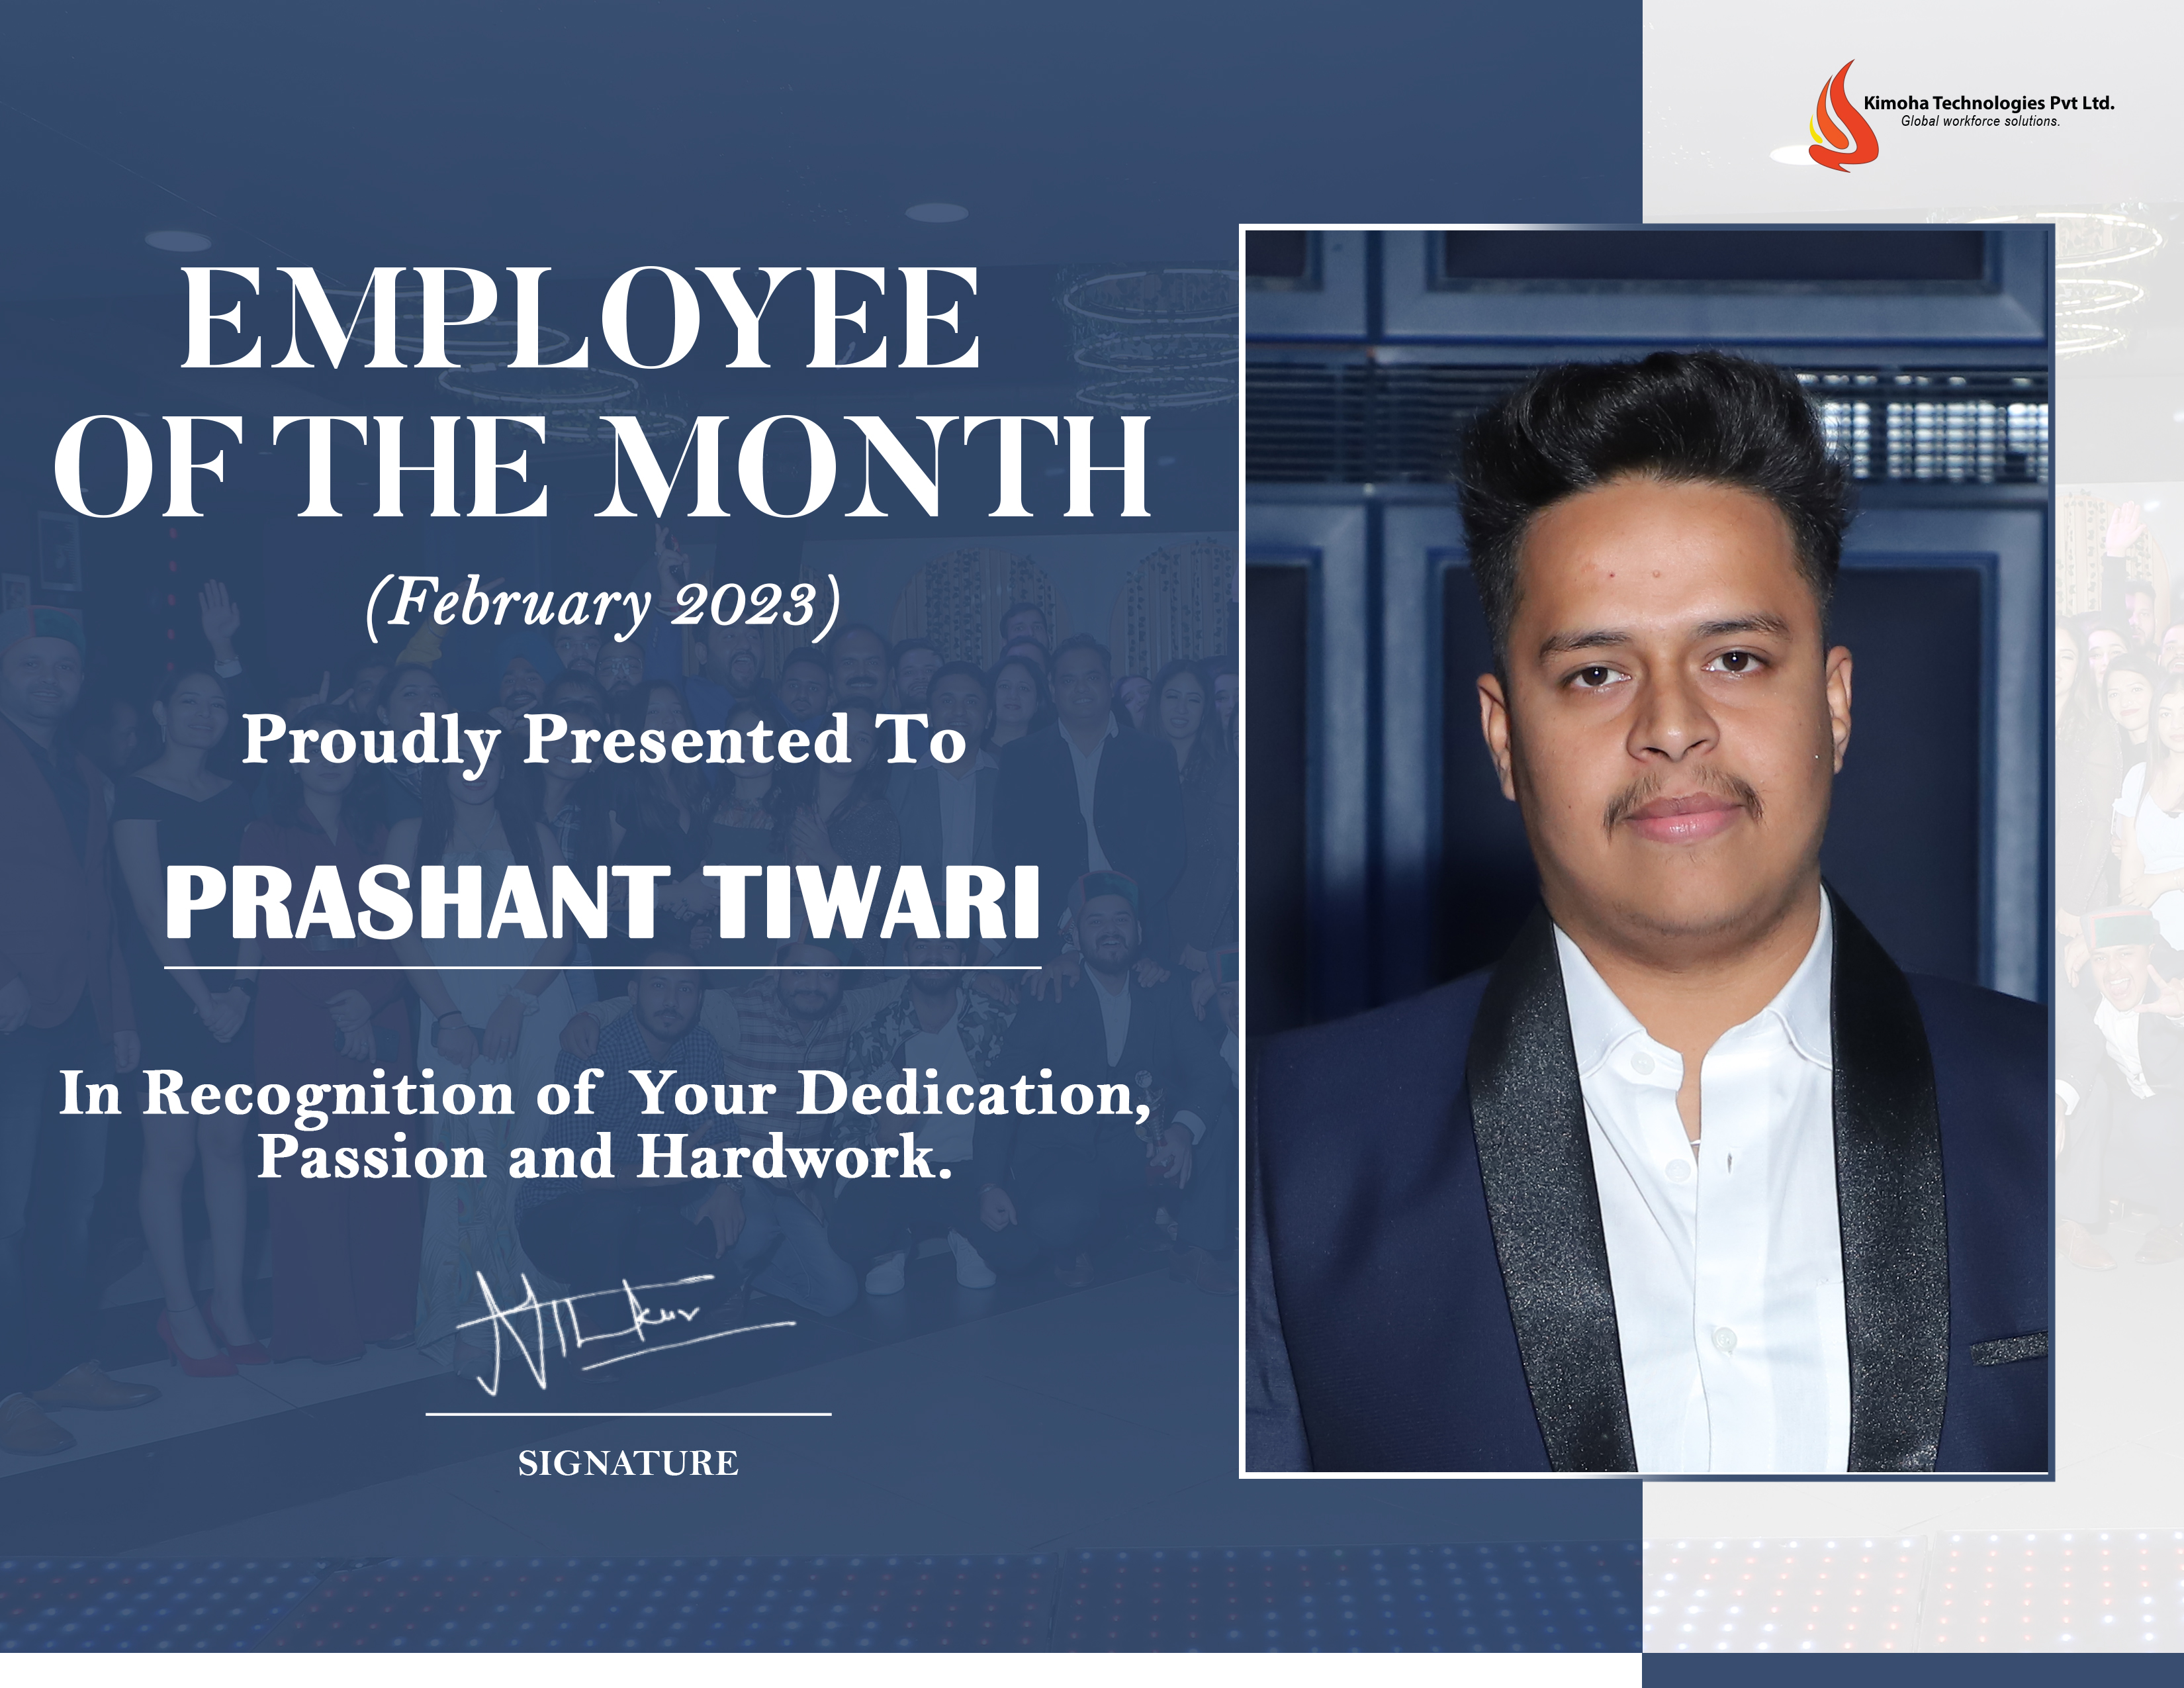 Kimoha Technologies Pvt Ltd.
Global workforce solutions.
EMPLOYEE
OF THE MONTH
(February 2023)
Proudly Presented To
PRASHANT TIWARI
In Recognition of Your Dedication,
Passion and Hardwork.
SIGNATURE